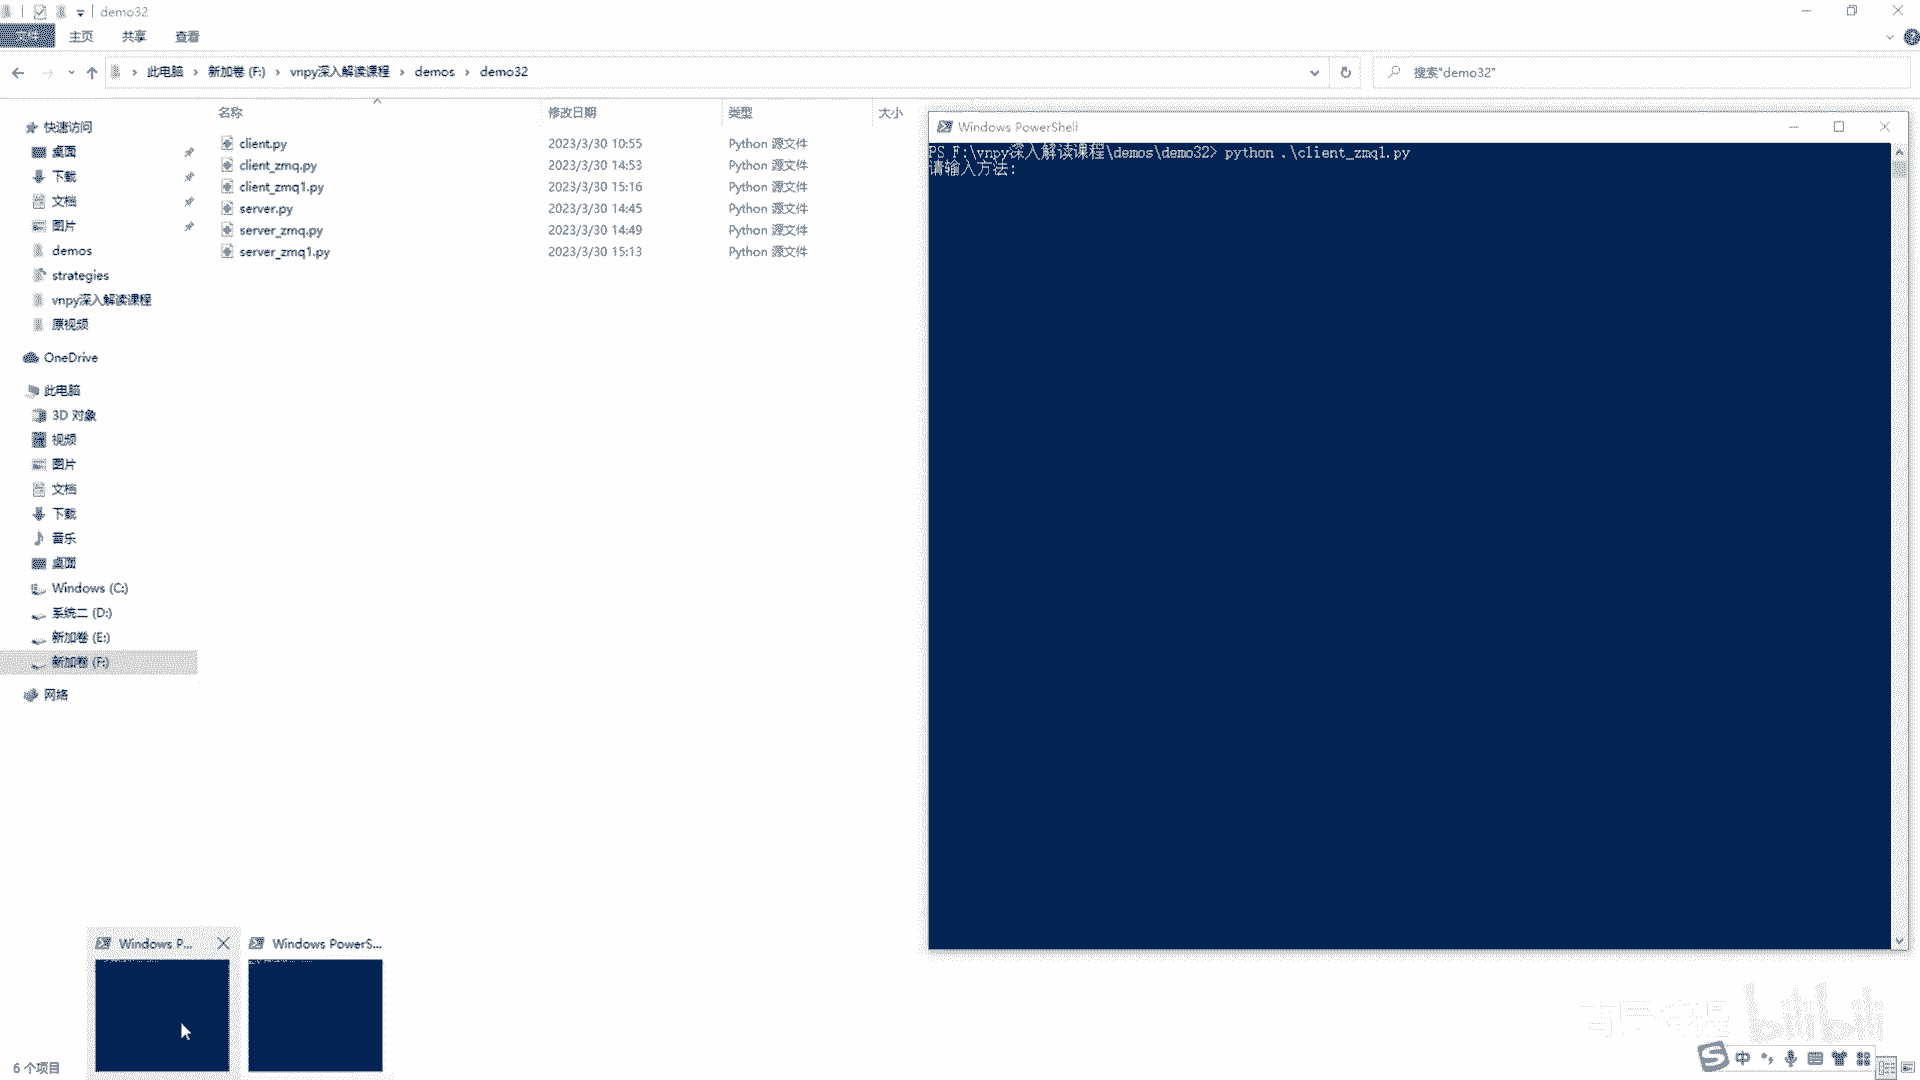 demo32
文件 主页 共享 查看
此电脑 › 新加卷 (F:) › vnpy深入解读课程 › demos › demo32
搜索"demo32"
名称 修改日期 类型 大小
client.py 2023/3/30 10:55 Python 源文件
client_zmq.py 2023/3/30 14:53 Python 源文件
client_zmq1.py 2023/3/30 15:16 Python 源文件
server.py 2023/3/30 14:45 Python 源文件
server_zmq.py 2023/3/30 14:49 Python 源文件
server_zmq1.py 2023/3/30 15:13 Python 源文件
快速访问
桌面
下载
文档
图片
demos
strategies
vnpy深入解读课程
原视频
OneDrive
此电脑
3D 对象
视频
图片
文档
下载
音乐
桌面
Windows (C:)
系统二 (D:)
新加卷 (E:)
新加卷 (F:)
网络
Windows PowerShell
PS F:\vnpy深入解读课程\demos\demo32> python .\client_zmq1.py
请输入方法:
Windows P...
Windows PowerS...
6 个项目
bilibili
中